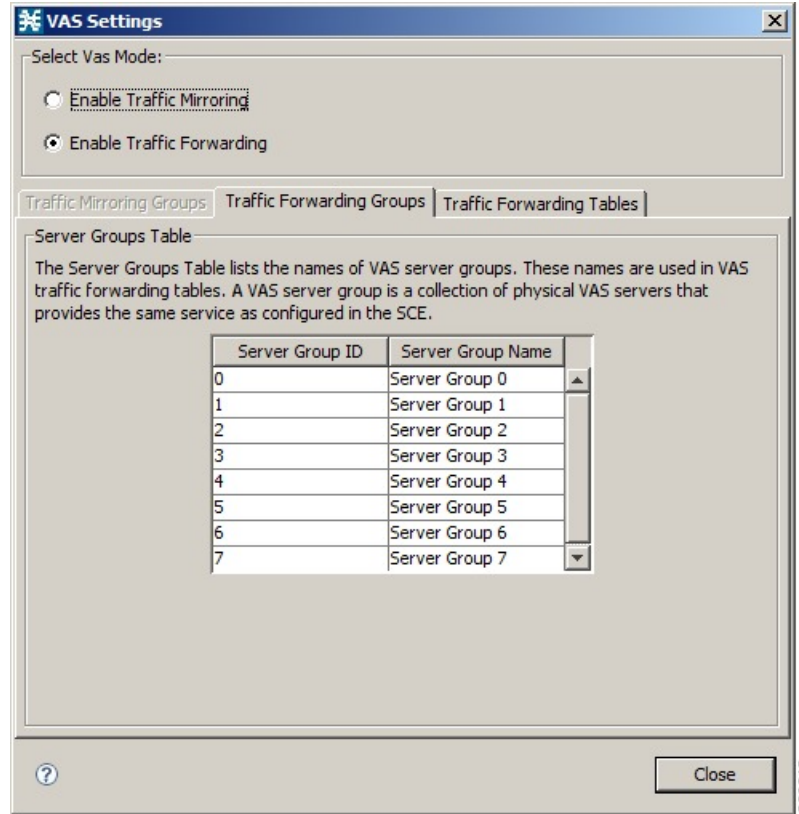 VAS Settings
Select Vas Mode:
Enable Traffic Mirroring
Enable Traffic Forwarding
Traffic Mirroring Groups
Traffic Forwarding Groups
Traffic Forwarding Tables
Server Groups Table
The Server Groups Table lists the names of VAS server groups. These names are used in VAS
traffic forwarding tables. A VAS server group is a collection of physical VAS servers that
provides the same service as configured in the SCE.
Server Group ID Server Group Name
0 Server Group 0
1 Server Group 1
2 Server Group 2
3 Server Group 3
4 Server Group 4
5 Server Group 5
6 Server Group 6
7 Server Group 7
? Close